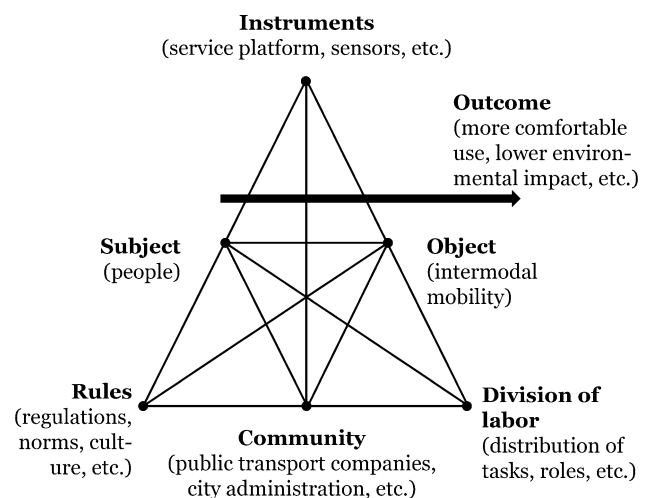 Instruments
(service platform, sensors, etc.)
Outcome
(more comfortable
use, lower environ-
mental impact, etc.)
Subject
(people)
Object
(intermodal
mobility)
Rules
(regulations,
norms, cult-
ure, etc.)
Community
(public transport companies,
city administration, etc.)
Division of
labor
(distribution of
tasks, roles, etc.)